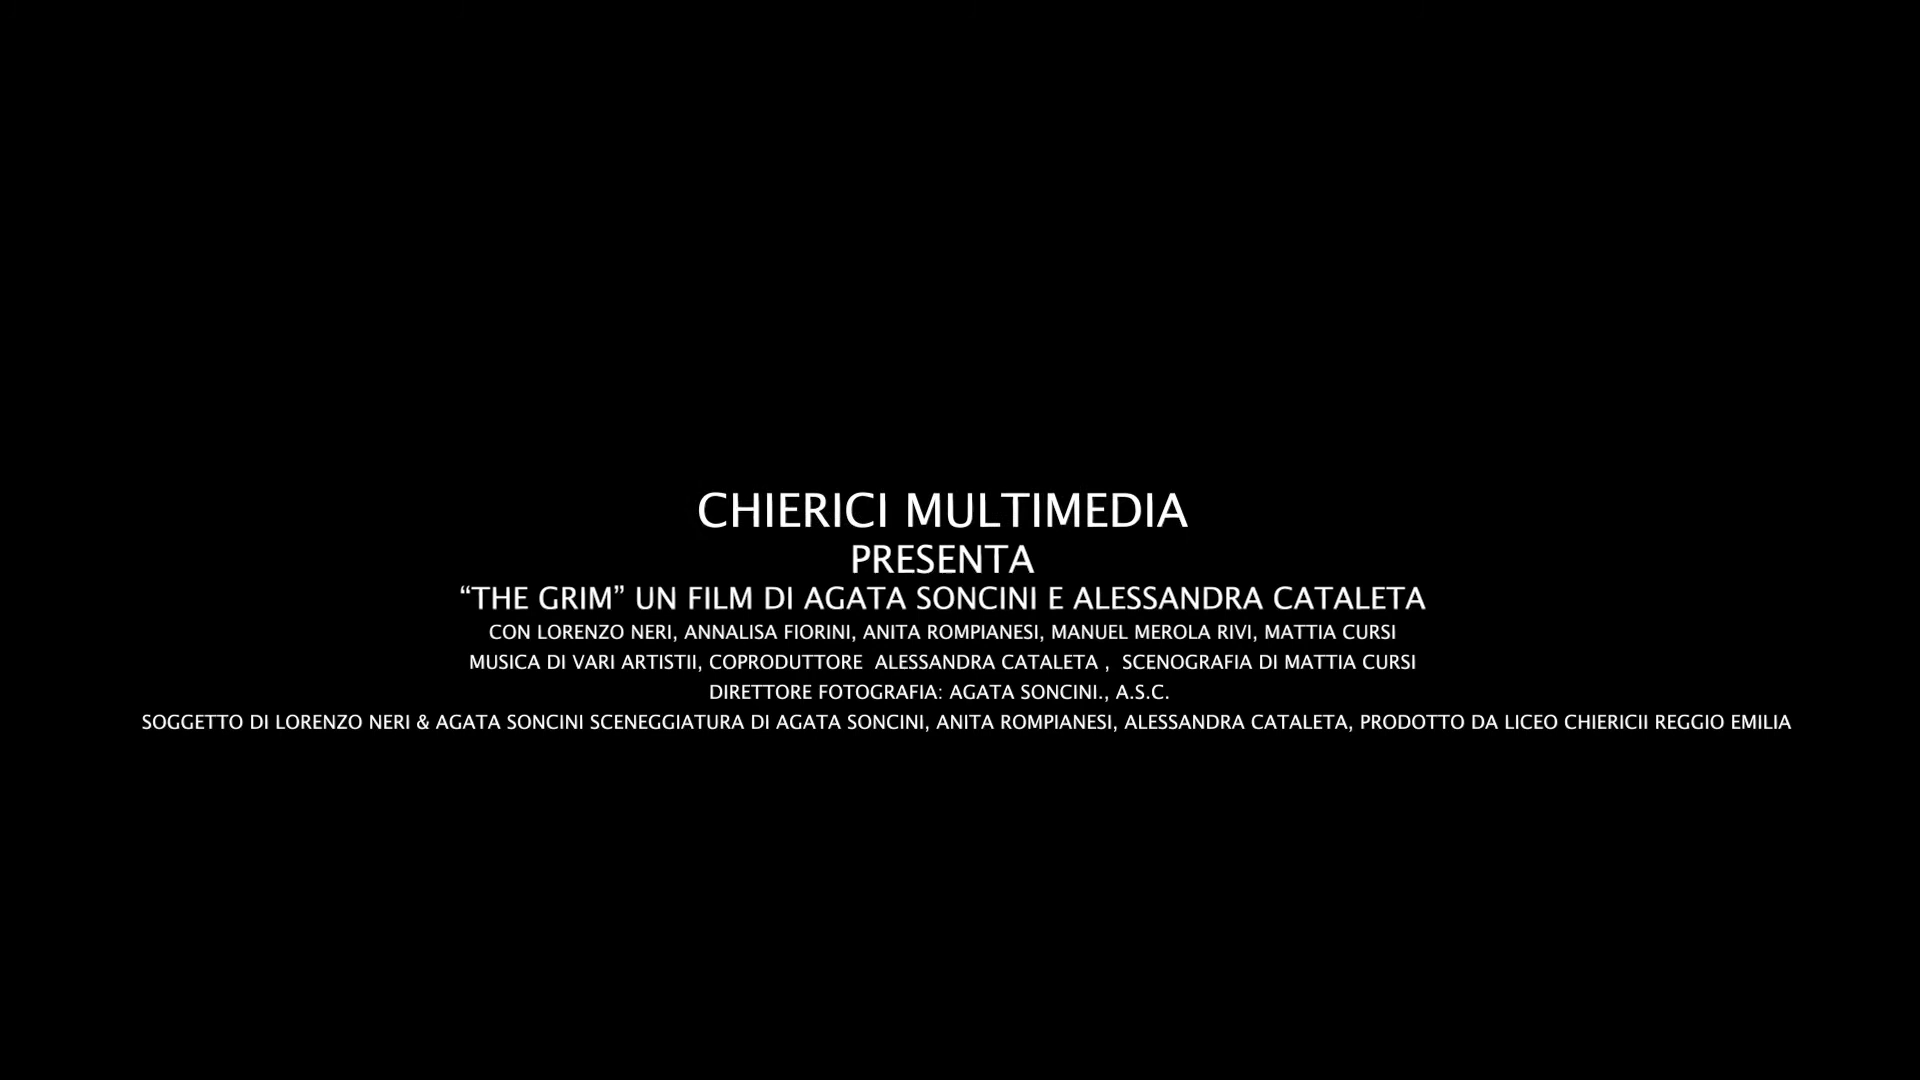 CHIERICI MULTIMEDIA
PRESENTA
“THE GRIM” UN FILM DI AGATA SONCINI E ALESSANDRA CATALETA
CON LORENZO NERI, ANNALISA FIORINI, ANITA ROMPIANESI, MANUEL MEROLA RIVI, MATTIA CURSI
MUSICA DI VARI ARTISTII, COPRODUTTORE  ALESSANDRA CATALETA ,  SCENOGRAFIA DI MATTIA CURSI
DIRETTORE FOTOGRAFIA: AGATA SONCINI., A.S.C.
SOGGETTO DI LORENZO NERI & AGATA SONCINI SCENEGGIATURA DI AGATA SONCINI, ANITA ROMPIANESI, ALESSANDRA CATALETA, PRODOTTO DA LICEO CHIERICII REGGIO EMILIA